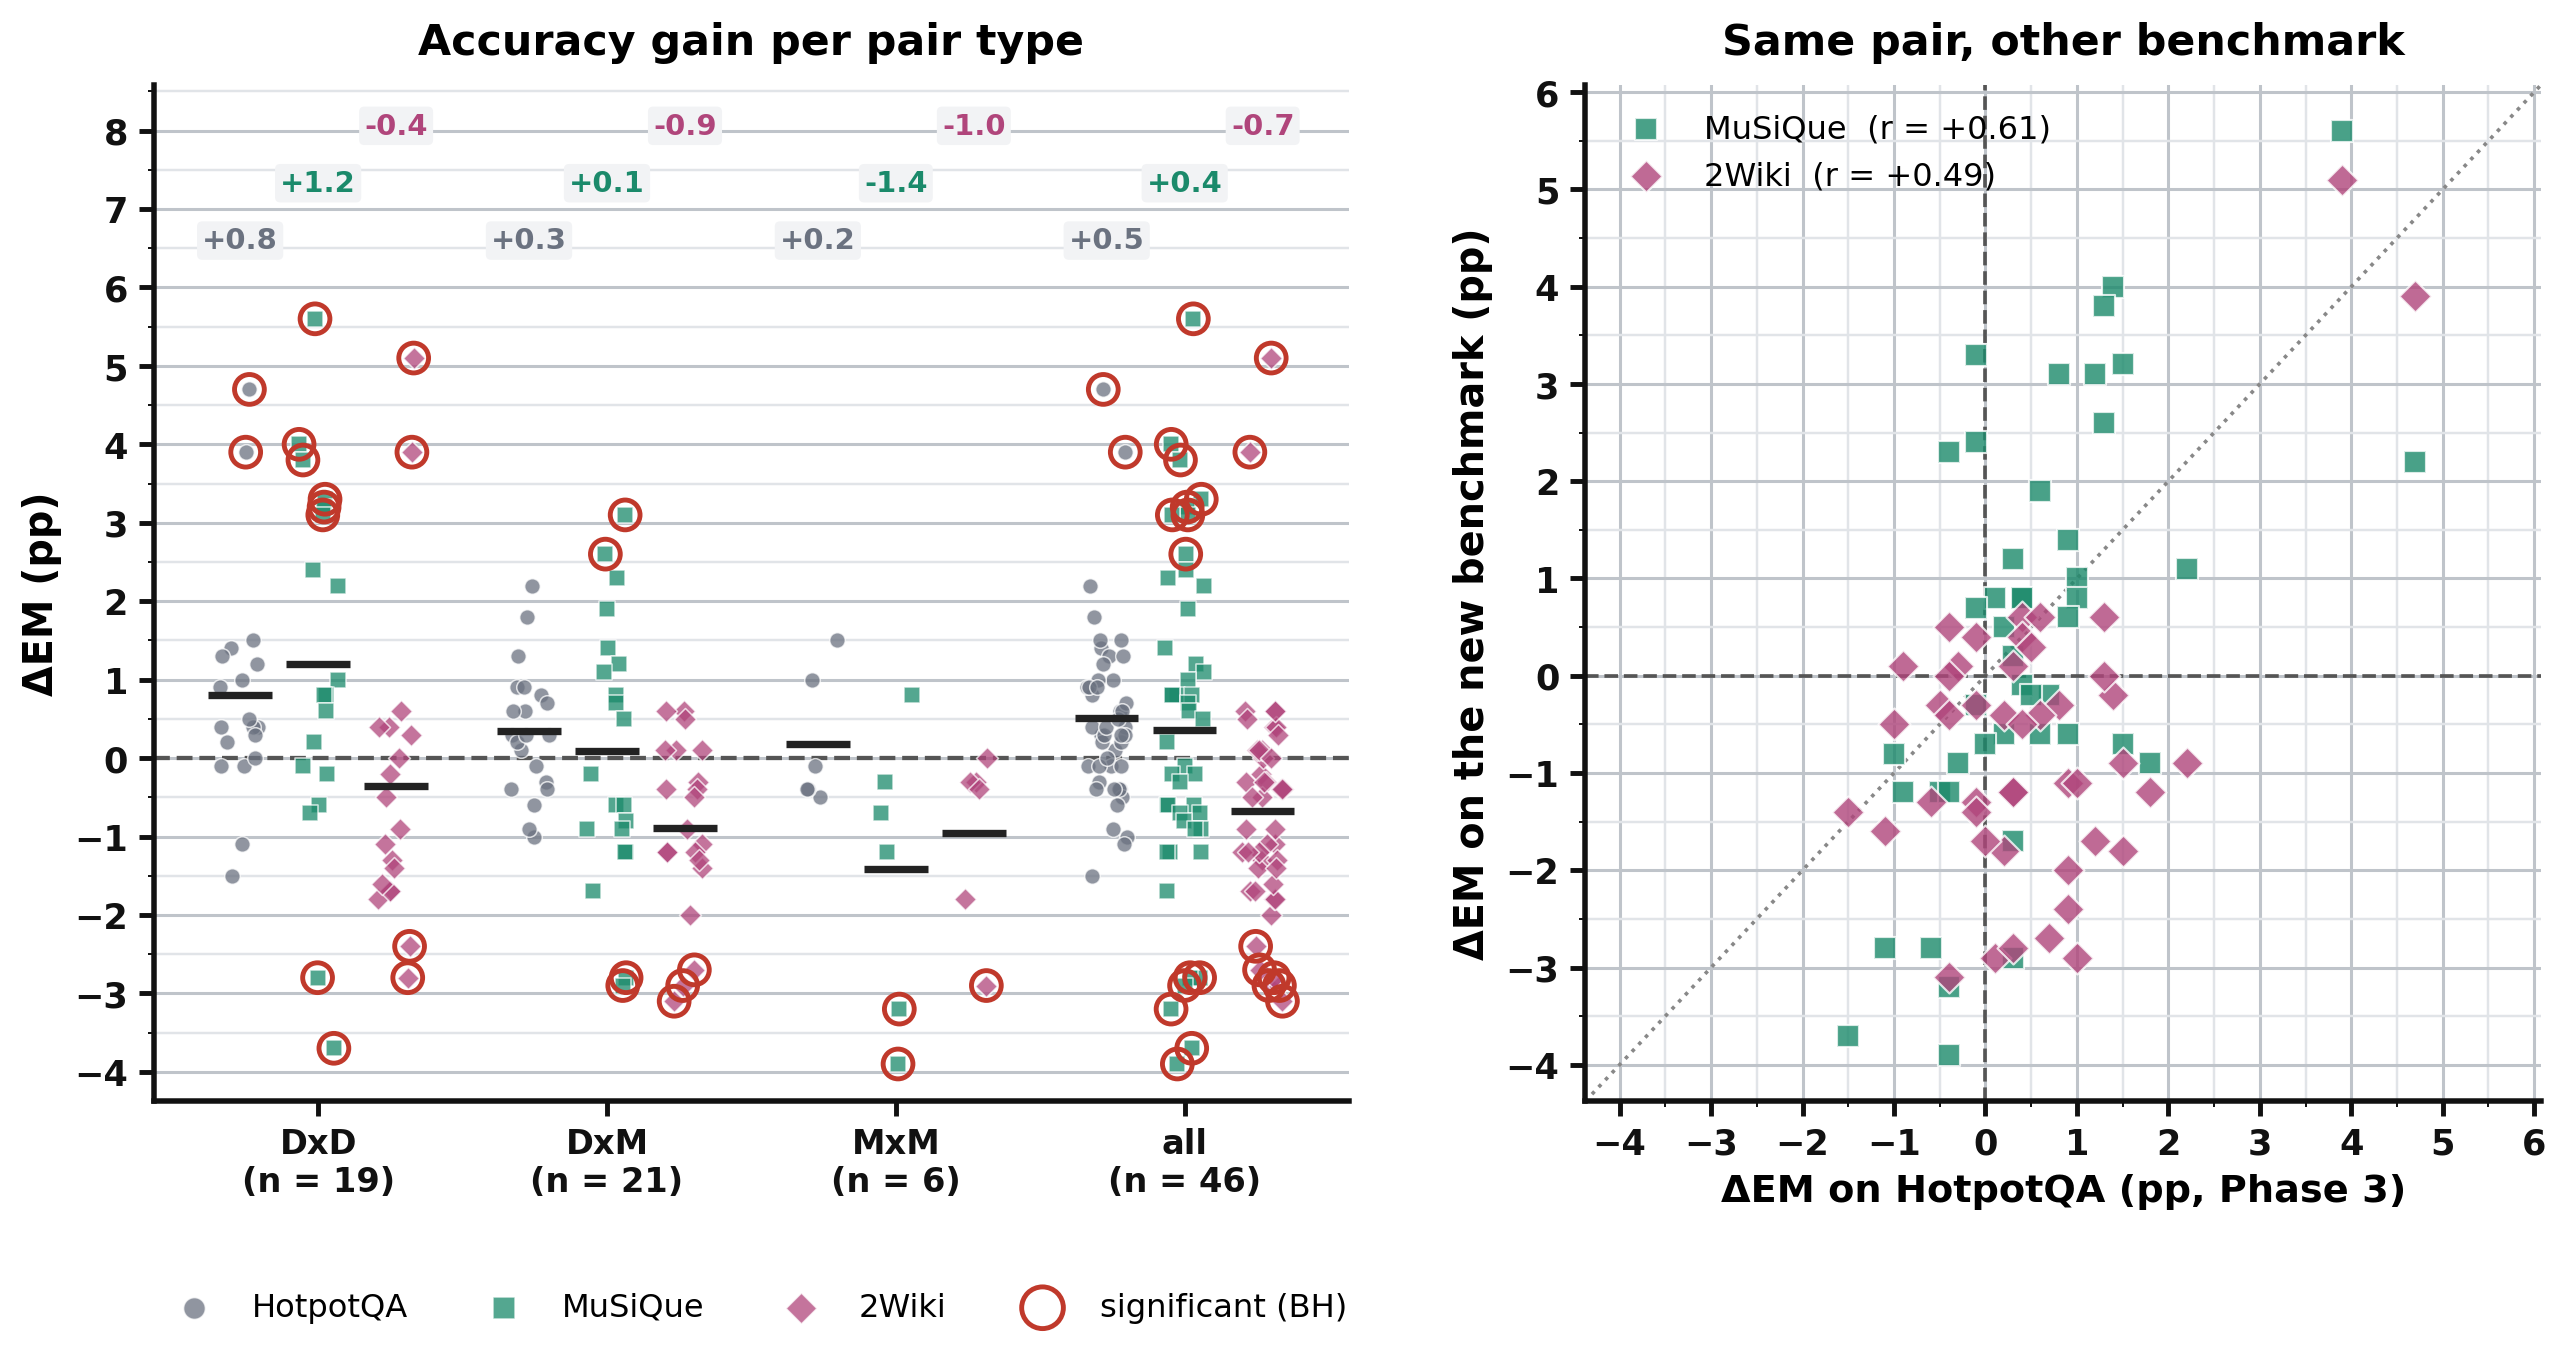 Accuracy gain per pair type
ΔEM (pp)
8
7
6
5
4
3
2
1
0
−1
−2
−3
−4
-0.4
-0.9
-1.0
-0.7
+1.2
+0.1
-1.4
+0.4
+0.8
+0.3
+0.2
+0.5
DxD
(n = 19)
DxM
(n = 21)
MxM
(n = 6)
all
(n = 46)
HotpotQA
MuSiQue
2Wiki
significant (BH)
Same pair, other benchmark
ΔEM on the new benchmark (pp)
6
5
4
3
2
1
0
−1
−2
−3
−4
MuSiQue (r = +0.61)
2Wiki (r = +0.49)
−4 −3 −2 −1 0 1 2 3 4 5 6
ΔEM on HotpotQA (pp, Phase 3)